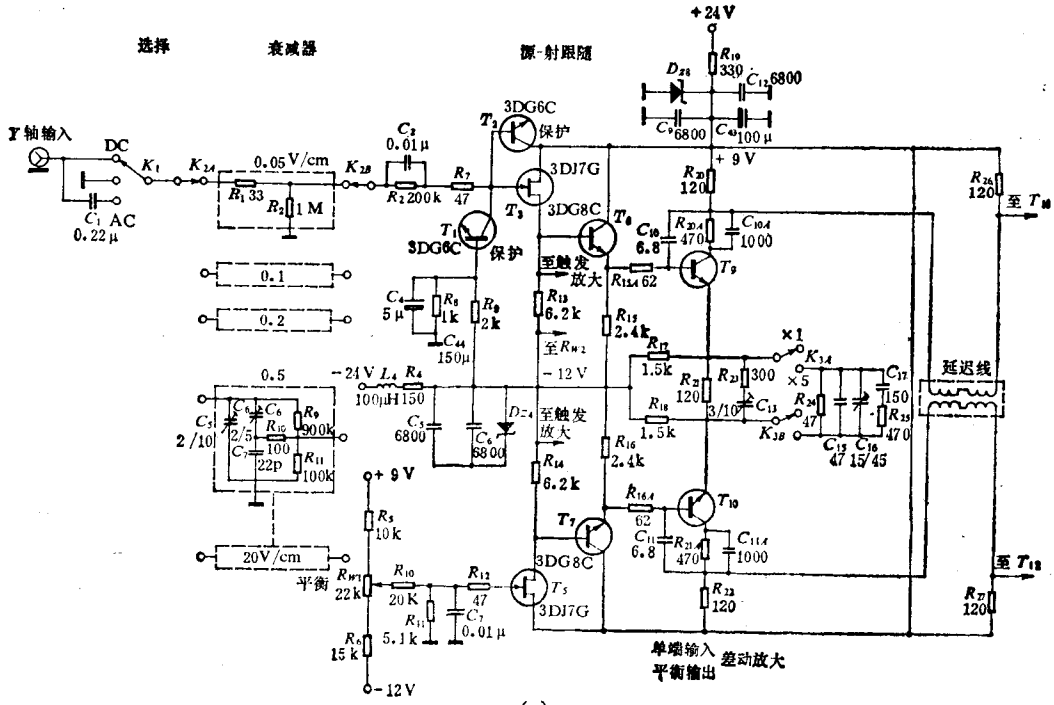 选择
衰减器
源-射跟随
+24V
R19
330
C12 6800
C9 6800
100μ
+9V
Y轴输入
DC
K1
K2A
0.05V/cm
K2B
C1
AC
0.22μ
R1 33
R2
1M
C2
0.01μ
R2 200k
R7
47
T2
3DG6C
保护
3DJ7G
T3
3DG8C
T6
T1
3DG6C
保护
至触发
放大
R13
6.2k
至RW2
-12V
R15
2.4k
R15A 62
C10
6.8
R20
120
R20A
470
C10A
1000
T9
R26
120
0.1
0.2
C4
5μ
R8
1k
R9
2k
C44
150μ
-24V
L4
100μH
R4
150
C5
6800
C6
6800
至触发
放大
R14
6.2k
R16
2.4k
R17
1.5k
R18
1.5k
R21
120
R23
300
3/10
C13
×1
×5
K3A
K3B
R24
47
C15
47
C16
15/45
C17
150
R25
470
延迟线
0.5
C5
2/10
C6
C6
2/5
R9
900k
R10
100
C7
22p
R11
100k
20V/cm
+9V
R5
10k
平衡
RW1
22k
R6
15k
-12V
R10
20K
R11
5.1k
C7
0.01μ
R12
47
T7
3DG8C
T5
3DJ7G
R16A
62
C11
6.8
T10
R21A
470
C11A
1000
R22
120
至T12
R27
120
单端输入
平衡输出
差动放大